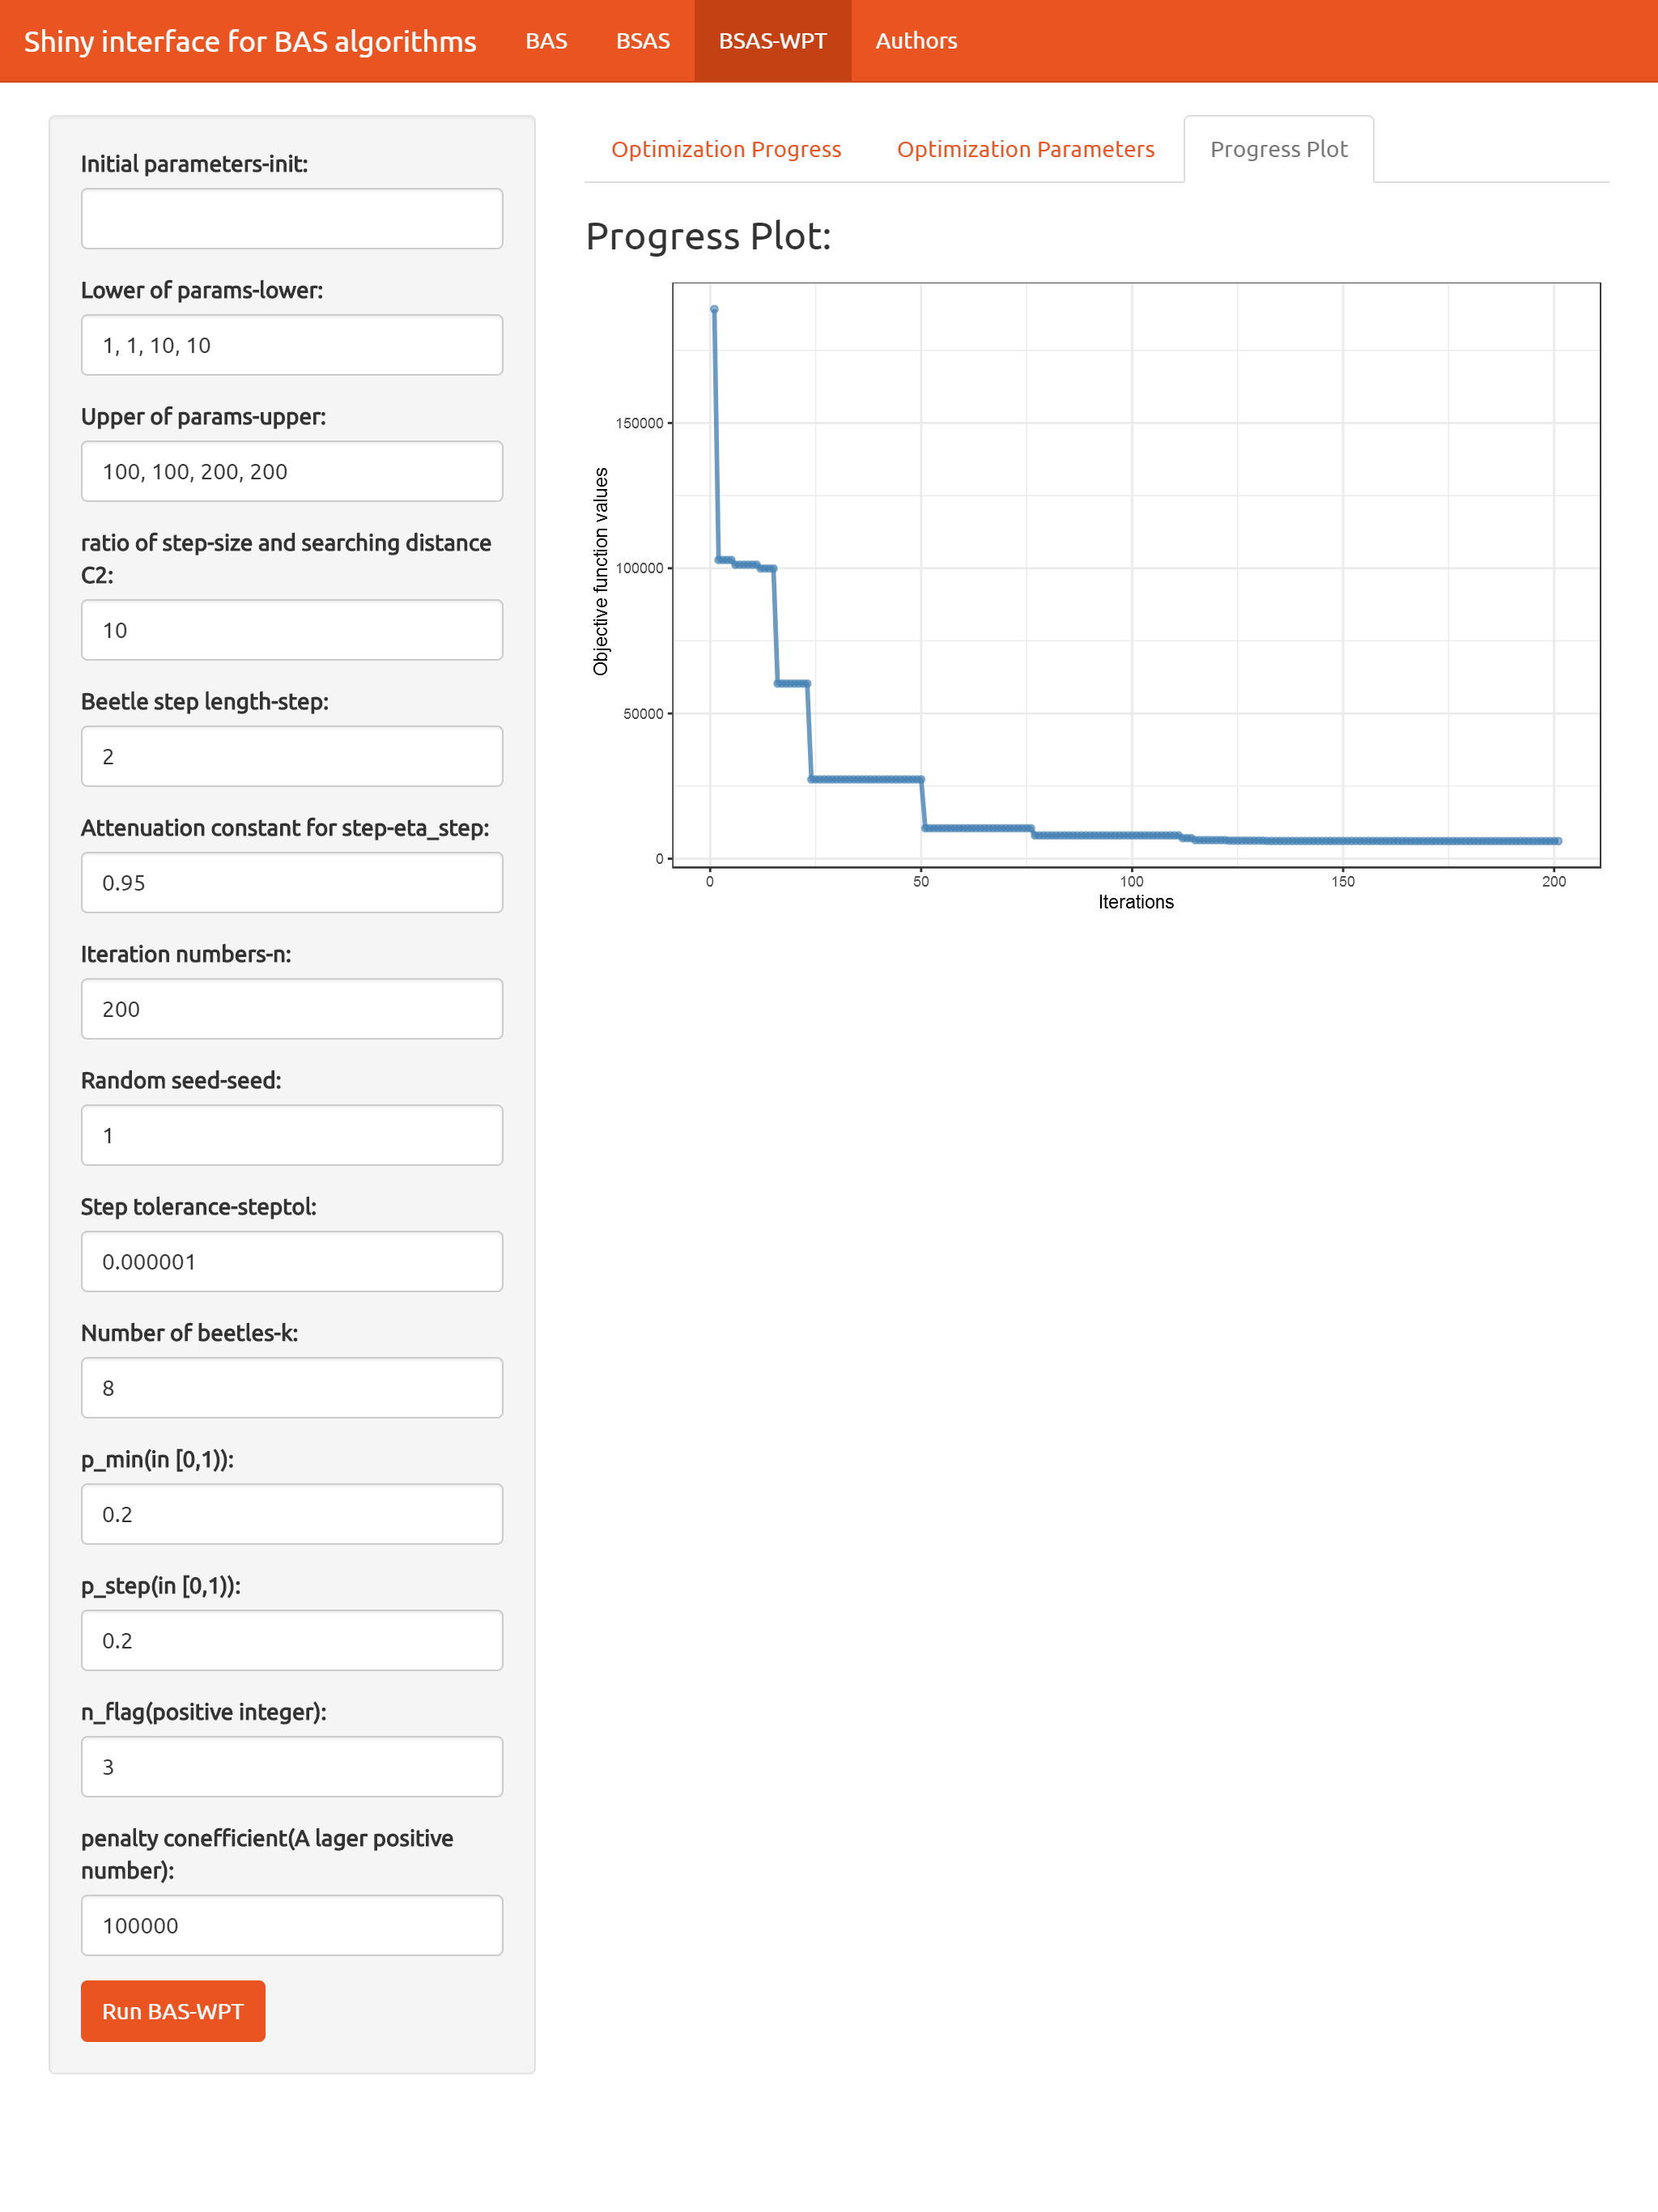 Shiny interface for BAS algorithms BAS BSAS BSAS-WPT Authors
Initial parameters-init:
Lower of params-lower:
1, 1, 10, 10
Upper of params-upper:
100, 100, 200, 200
ratio of step-size and searching distance
C2:
10
Beetle step length-step:
2
Attenuation constant for step-eta_step:
0.95
Iteration numbers-n:
200
Random seed-seed:
1
Step tolerance-steptol:
0.000001
Number of beetles-k:
8
p_min(in [0,1)):
0.2
p_step(in [0,1)):
0.2
n_flag(positive integer):
3
penalty conefficient(A lager positive
number):
100000
Run BAS-WPT
Optimization Progress Optimization Parameters Progress Plot
Progress Plot:
Objective function values
150000
100000
50000
0
0 50 100 150 200
Iterations